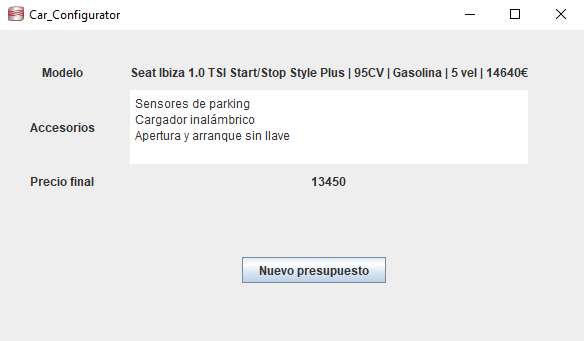 Car_Configurator
Modelo
Seat Ibiza 1.0 TSI Start/Stop Style Plus | 95CV | Gasolina | 5 vel | 14640€
Accesorios
Sensores de parking
Cargador inalámbrico
Apertura y arranque sin llave
Precio final
13450
Nuevo presupuesto